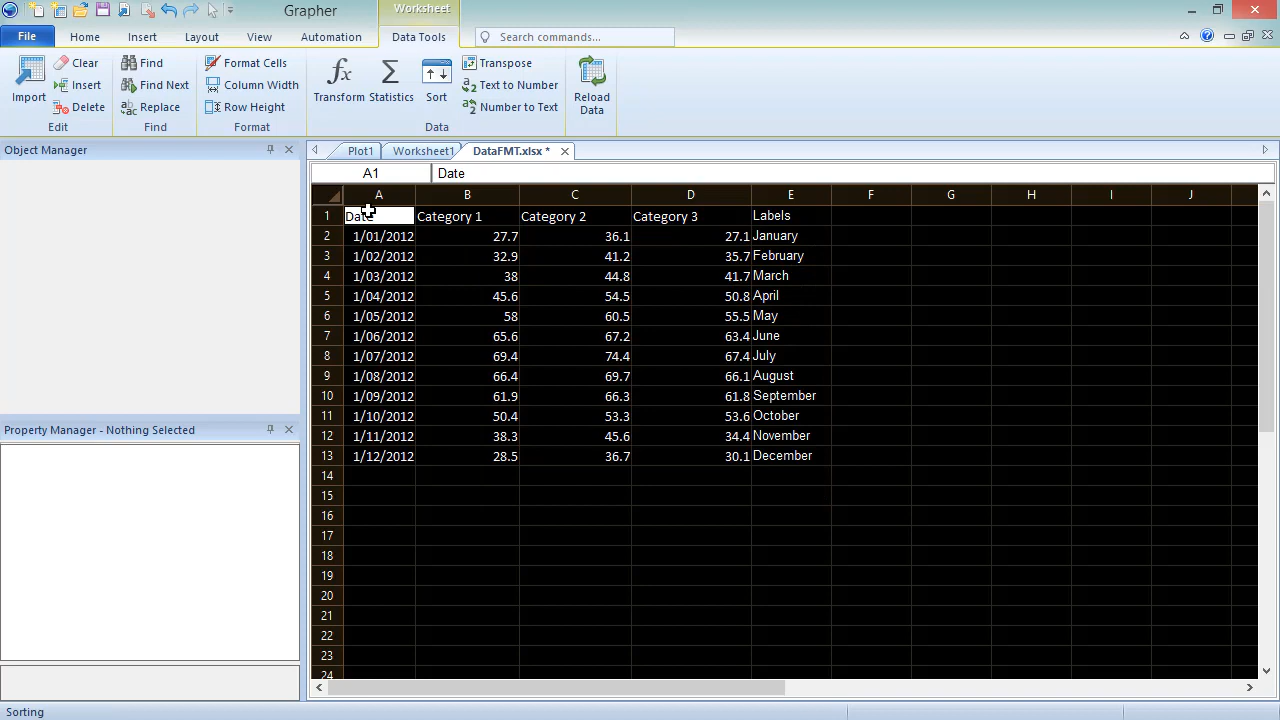 Grapher
Worksheet
File Home Insert Layout View Automation Data Tools Search commands...
Import
Clear
Insert
Delete
Edit
Find
Find Next
Replace
Find
Format Cells
Column Width
Row Height
Format
Transform
Statistics
Sort
Transpose
Text to Number
Number to Text
Data
Reload
Data
Object Manager
Property Manager - Nothing Selected
Plot1 Worksheet1 DataFMT.xlsx *
A1 Date
A B C D E F G H I J
1 Date Category 1 Category 2 Category 3 Labels
2 1/01/2012 27.7 36.1 27.1 January
3 1/02/2012 32.9 41.2 35.7 February
4 1/03/2012 38 44.8 41.7 March
5 1/04/2012 45.6 54.5 50.8 April
6 1/05/2012 58 60.5 55.5 May
7 1/06/2012 65.6 67.2 63.4 June
8 1/07/2012 69.4 74.4 67.4 July
9 1/08/2012 66.4 69.7 66.1 August
10 1/09/2012 61.9 66.3 61.8 September
11 1/10/2012 50.4 53.3 53.6 October
12 1/11/2012 38.3 45.6 34.4 November
13 1/12/2012 28.5 36.7 30.1 December
14
15
16
17
18
19
20
21
22
23
24
Sorting